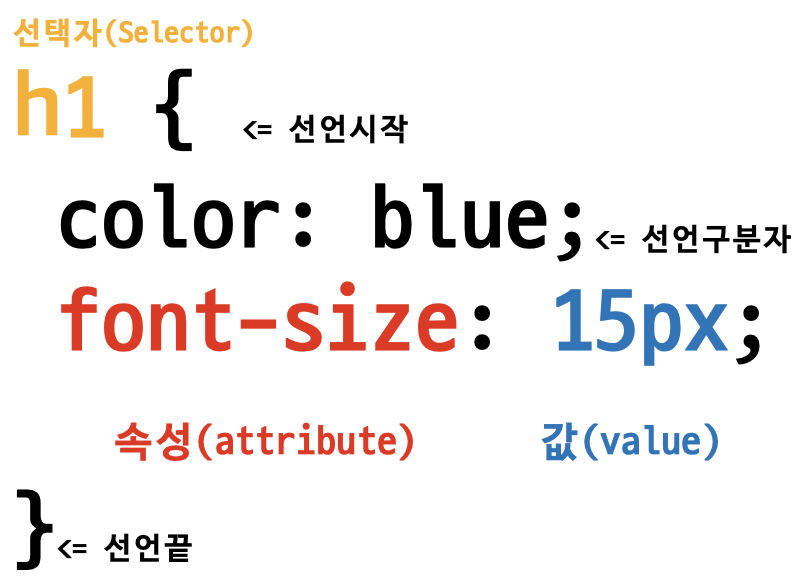 선택자(Selector)
h1 { <= 선언시작
color: blue; <= 선언구분자
font-size: 15px;
속성(attribute) 값(value)
} <= 선언끝